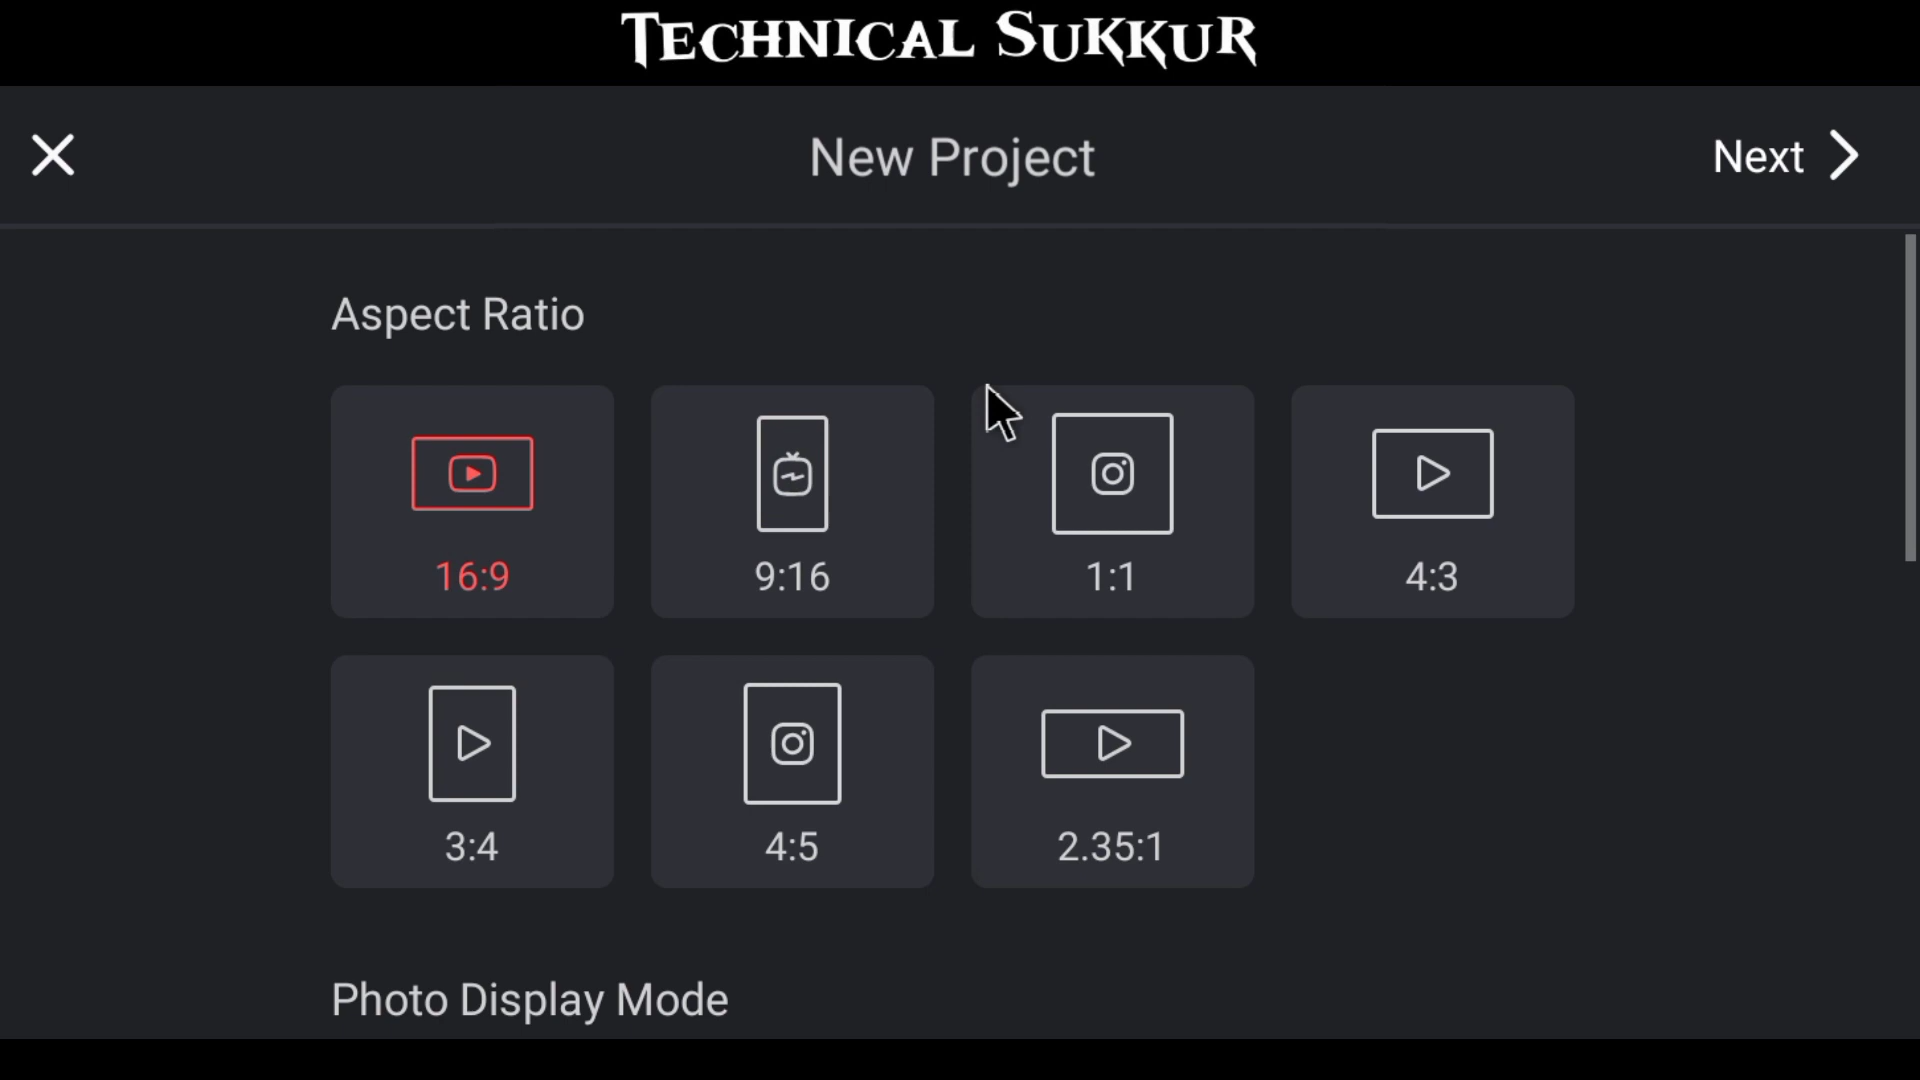 TECHNICAL SUKKUR
New Project
Next
Aspect Ratio
16:9
9:16
1:1
4:3
3:4
4:5
2.35:1
Photo Display Mode